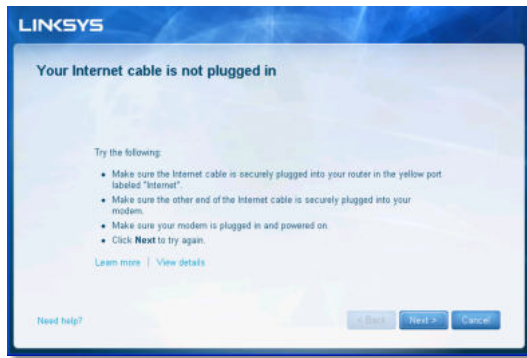 LINKSYS
Your Internet cable is not plugged in
Try the following:
• Make sure the Internet cable is securely plugged into your router in the yellow port
labeled "Internet".
• Make sure the other end of the Internet cable is securely plugged into your
modem.
• Make sure your modem is plugged in and powered on.
• Click Next to try again.
Learn more | View details
Need help? < Back Next > Cancel